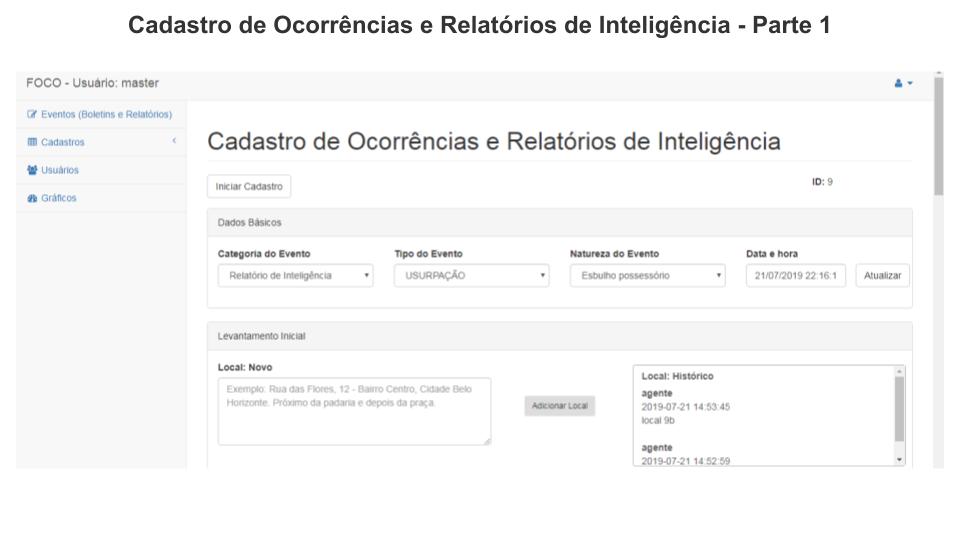 Cadastro de Ocorrências e Relatórios de Inteligência - Parte 1
FOCO - Usuário: master
Eventos (Boletins e Relatórios)
Cadastros
Usuários
Gráficos
Cadastro de Ocorrências e Relatórios de Inteligência
Iniciar Cadastro
ID: 9
Dados Básicos
Categoria do Evento
Tipo do Evento
Natureza do Evento
Data e hora
Relatório de Inteligência
USURPAÇÃO
Esbulho possessório
21/07/2019 22:16:1
Atualizar
Levantamento Inicial
Local: Novo
Exemplo: Rua das Flores, 12 - Bairro Centro, Cidade Belo
Horizonte. Próximo da padaria e depois da praça.
Adicionar Local
Local: Histórico
agente
2019-07-21 14:53:45
local 9b
agente
2019-07-21 14:52:59